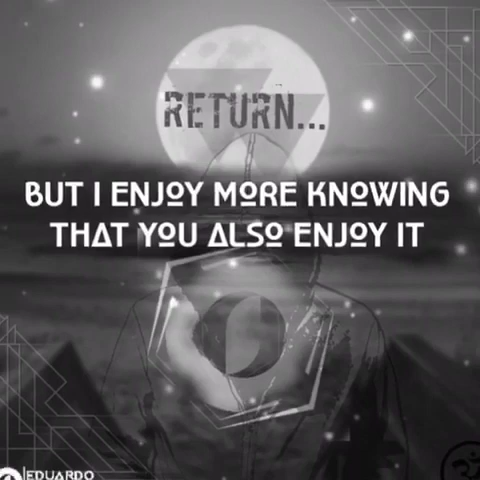 RETURN...
BUT I ENJOY MORE KNOWING
THAT YOU ALSO ENJOY IT
EDUARDO
ॐ